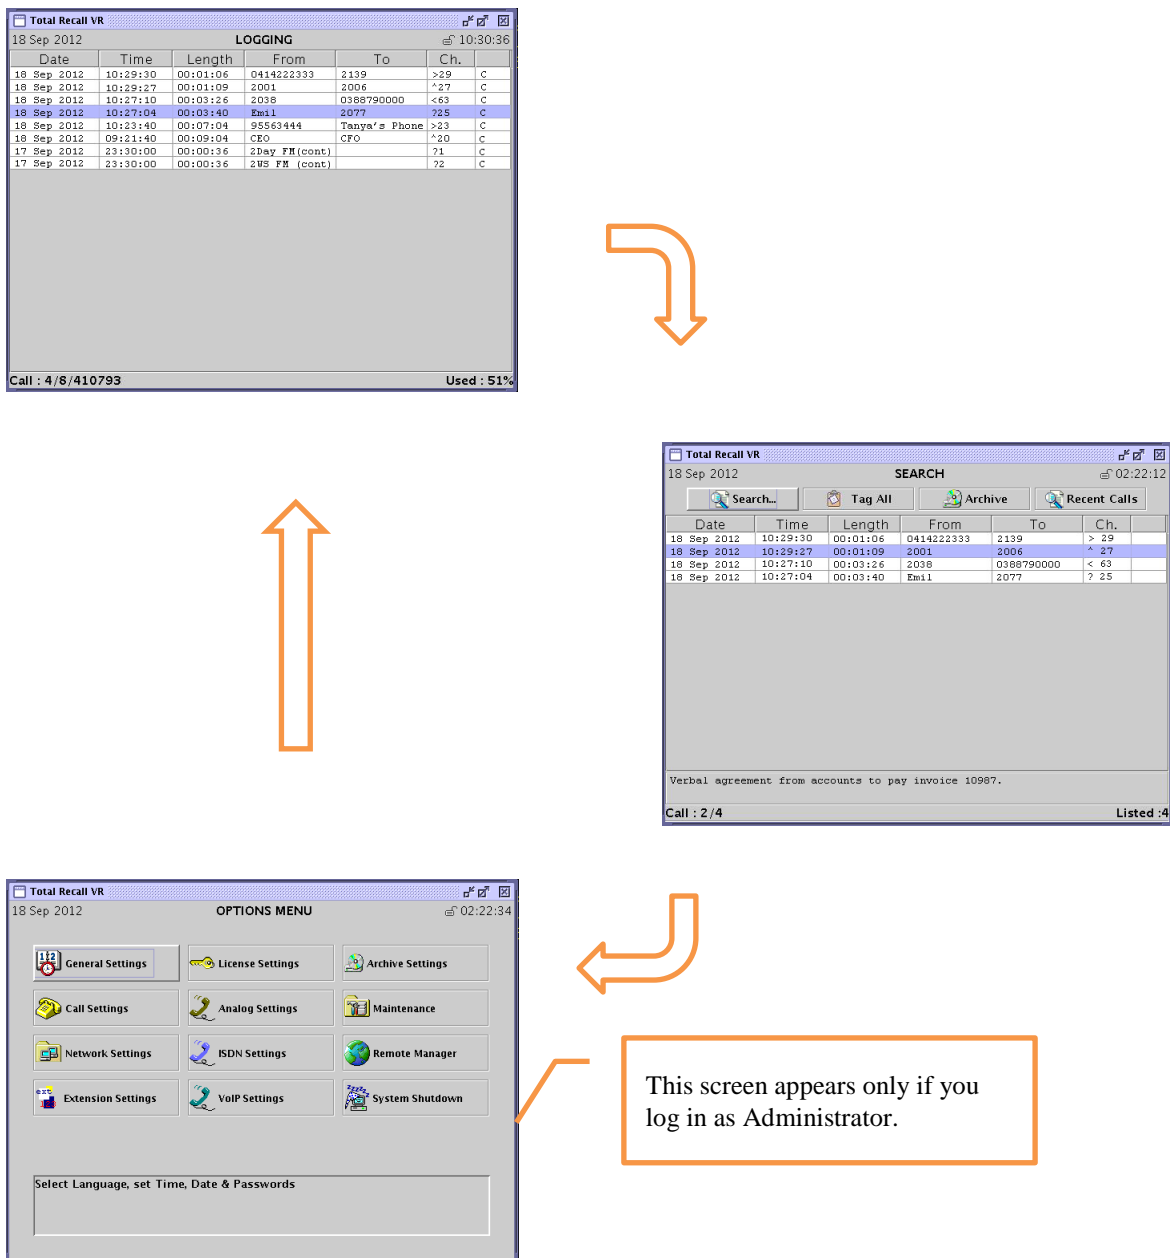 Total Recall VR
18 Sep 2012 LOGGING 10:30:36
Date Time Length From To Ch.
18 Sep 2012 10:29:30 00:01:06 0414222333 2139 >29 C
18 Sep 2012 10:29:27 00:01:09 2001 2006 ^27 C
18 Sep 2012 10:27:10 00:03:26 2038 0388790000 <63 C
18 Sep 2012 10:27:04 00:03:40 Emil 2077 ?25 C
18 Sep 2012 10:23:40 00:07:04 95563444 Tanya's Phone >23 C
18 Sep 2012 09:21:40 00:09:04 CEO CFO ^20 C
17 Sep 2012 23:30:00 00:00:36 2Day FM(cont) ?1 C
17 Sep 2012 23:30:00 00:00:36 2WS FM (cont) ?2 C
Call : 4/8/410793 Used : 51%
Total Recall VR
18 Sep 2012 SEARCH 02:22:12
Search... Tag All Archive Recent Calls
Date Time Length From To Ch.
18 Sep 2012 10:29:30 00:01:06 0414222333 2139 > 29
18 Sep 2012 10:29:27 00:01:09 2001 2006 ^ 27
18 Sep 2012 10:27:10 00:03:26 2038 0388790000 < 63
18 Sep 2012 10:27:04 00:03:40 Emil 2077 ? 25
Verbal agreement from accounts to pay invoice 10987.
Call : 2/4 Listed :4
Total Recall VR
18 Sep 2012 OPTIONS MENU 02:22:34
General Settings License Settings Archive Settings
Call Settings Analog Settings Maintenance
Network Settings ISDN Settings Remote Manager
Extension Settings VoIP Settings System Shutdown
Select Language, set Time, Date & Passwords
This screen appears only if you
log in as Administrator.